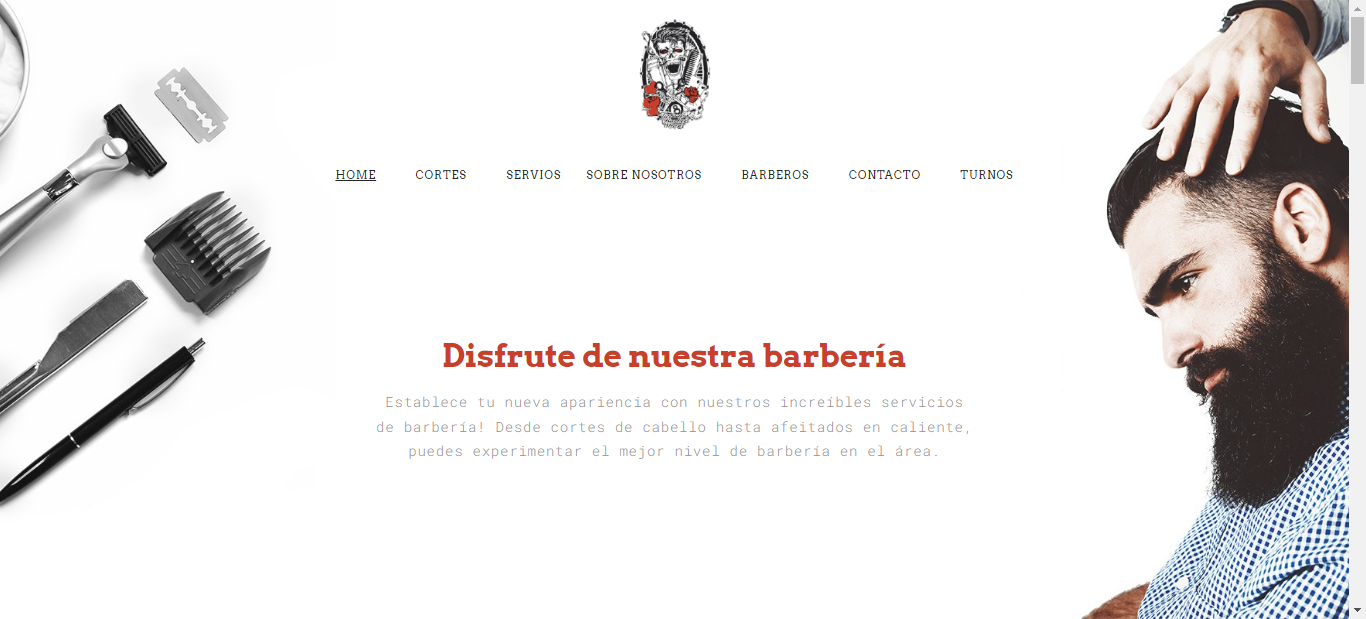 HOME CORTES SERVIOS SOBRE NOSOTROS BARBEROS CONTACTO TURNOS
Disfrute de nuestra barbería
Establece tu nueva apariencia con nuestros increíbles servicios
de barbería! Desde cortes de cabello hasta afeitados en caliente,
puedes experimentar el mejor nivel de barbería en el área.